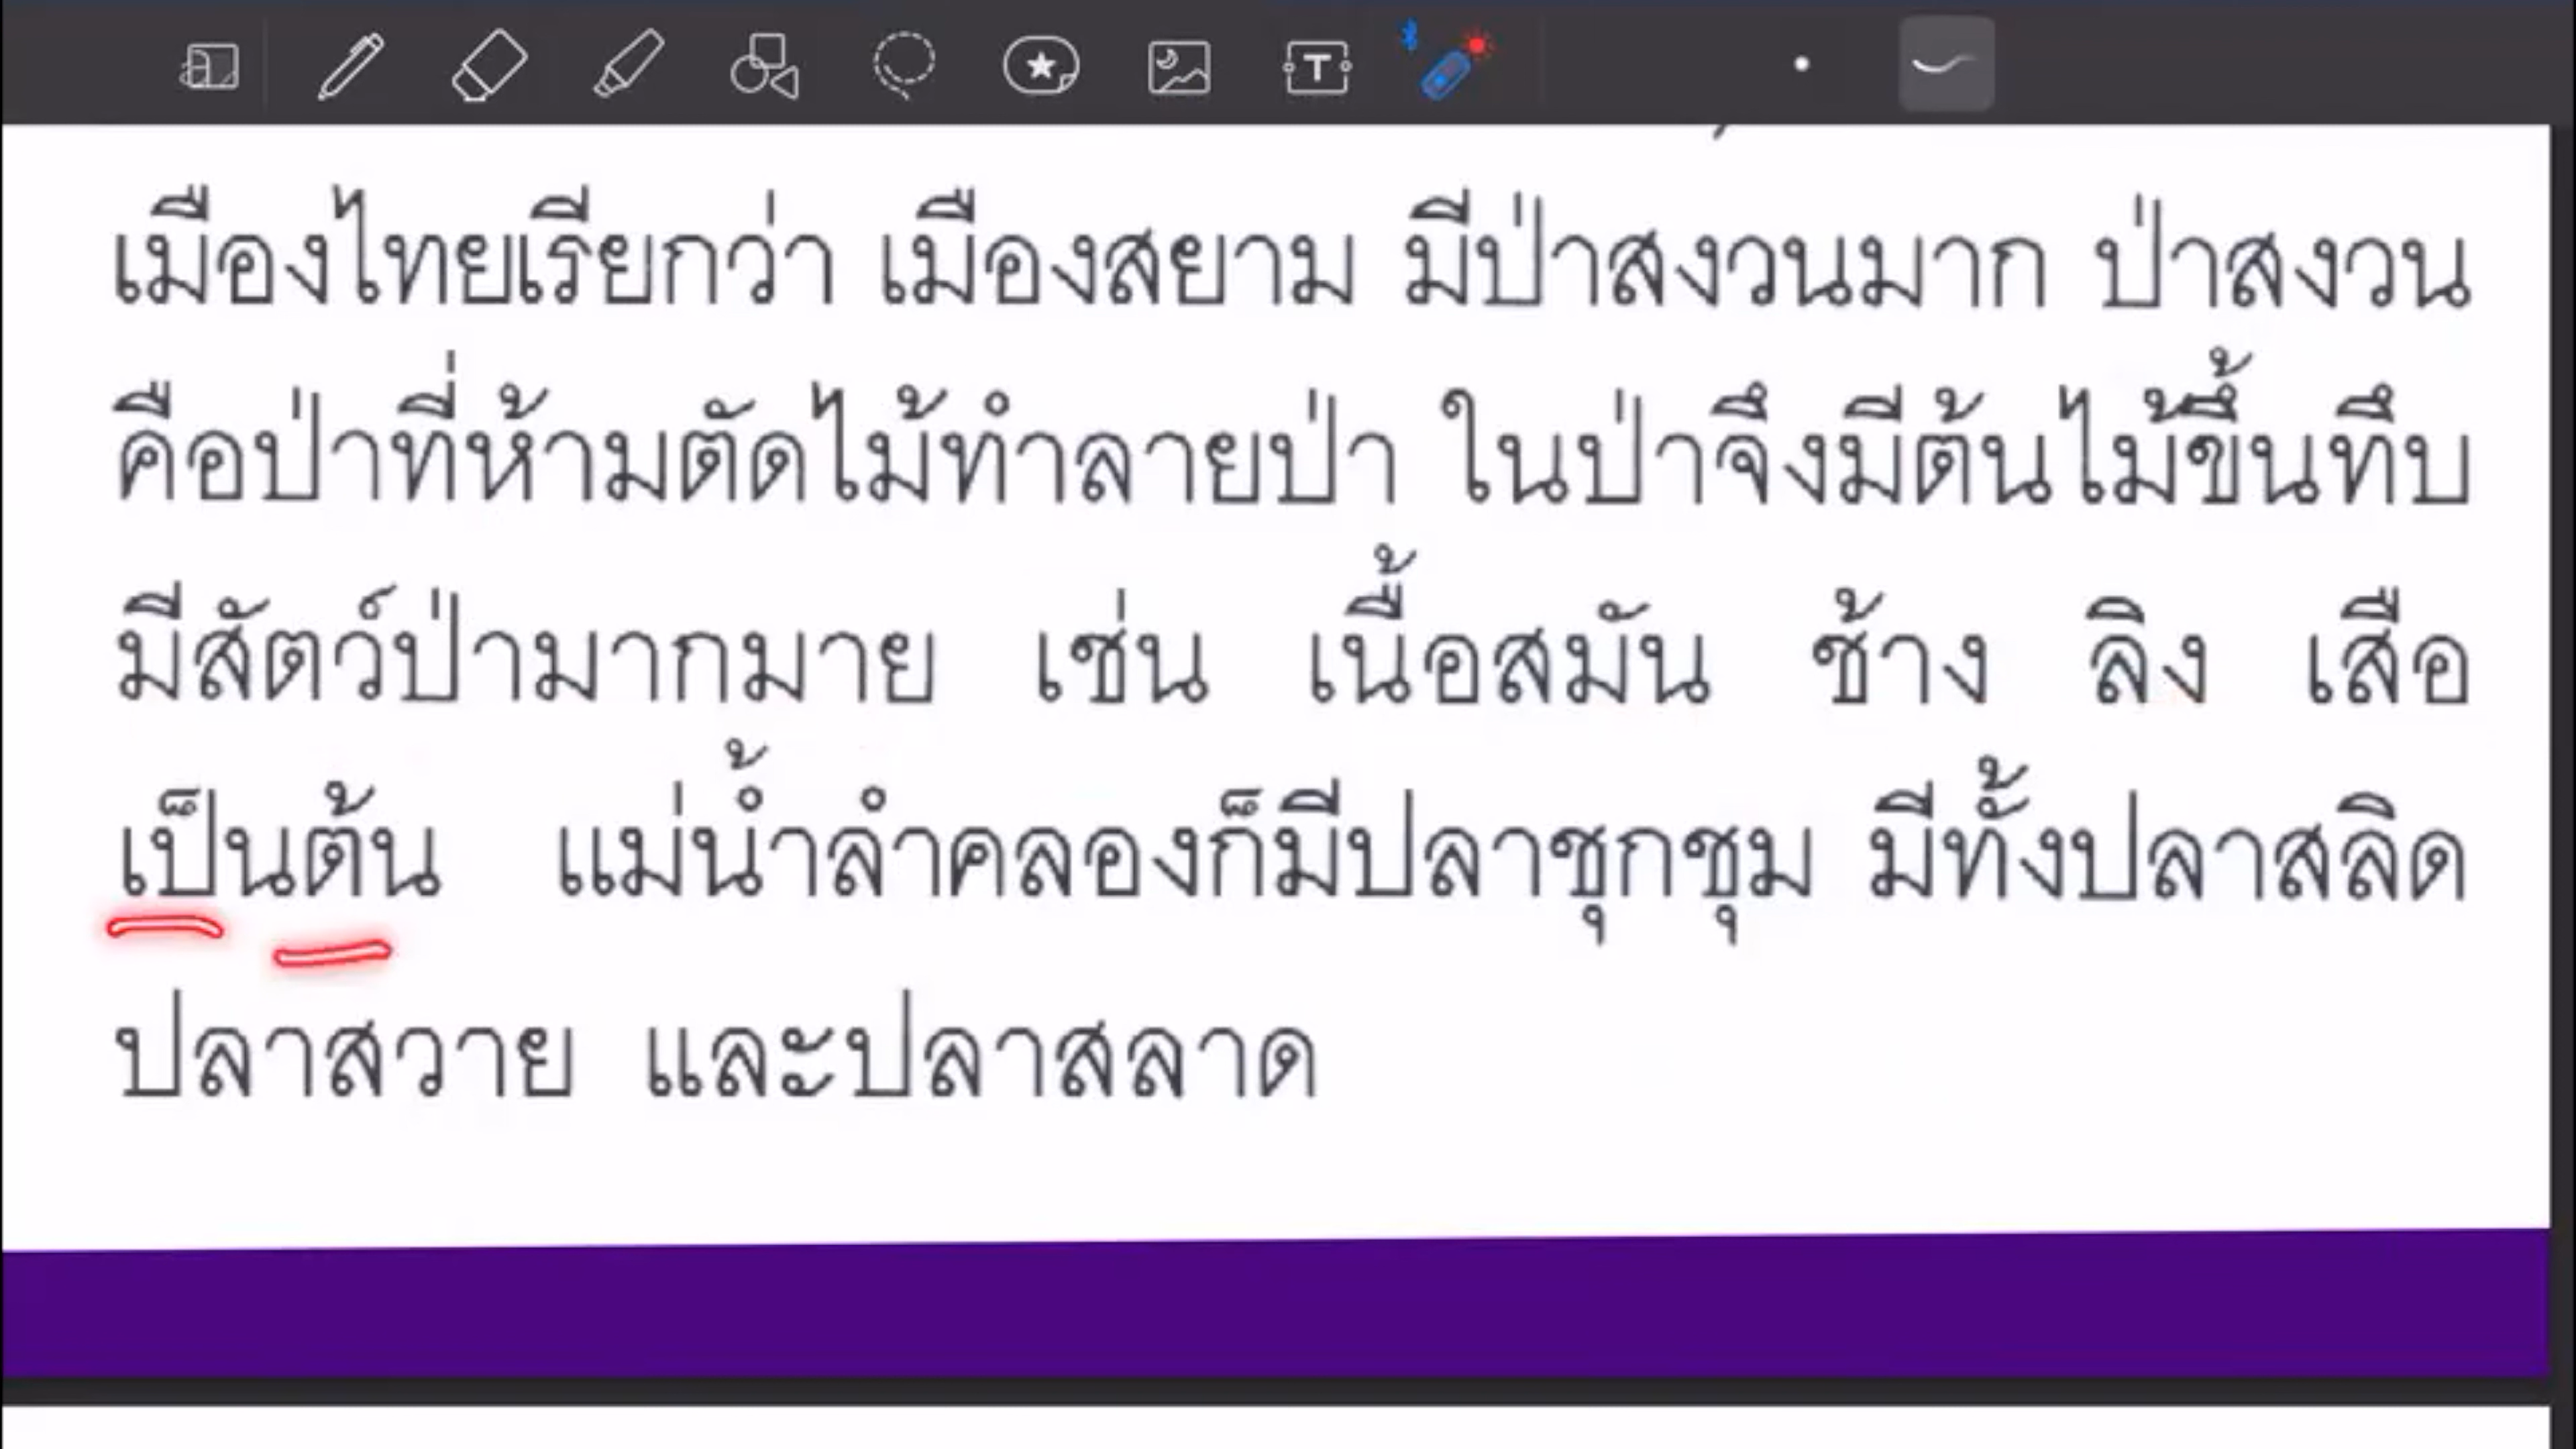 เมืองไทยเรียกว่า เมืองสยาม มีป่าสงวนมาก ป่าสงวน
คือป่าที่ห้ามตัดไม้ทำลายป่า ในป่าจึงมีต้นไม้ขึ้นทึบ
มีสัตว์ป่ามากมาย เช่น เนื้อสมัน ช้าง ลิง เสือ
เป็นต้น แม่น้ำลำคลองก็มีปลาชุกชุม มีทั้งปลาสลิด
ปลาสวาย และปลาสลาด